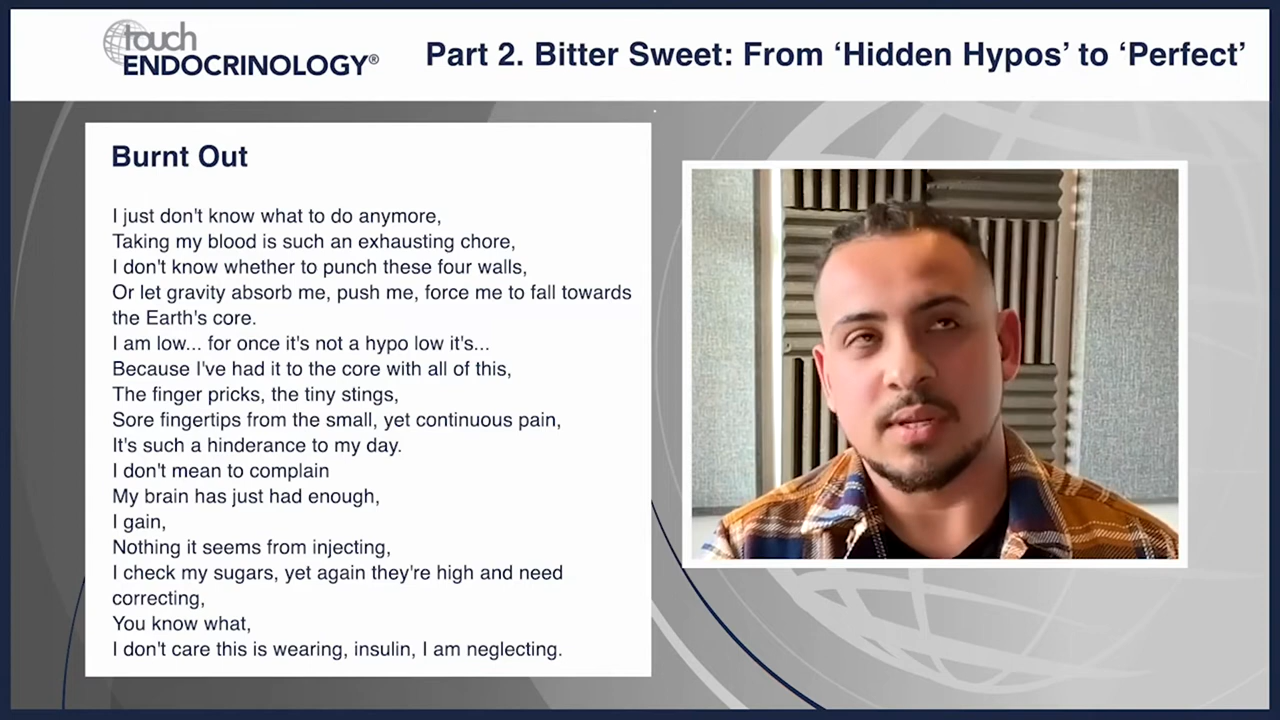 touch
ENDOCRINOLOGY®
Part 2. Bitter Sweet: From ‘Hidden Hypos’ to ‘Perfect’
Burnt Out
I just don't know what to do anymore,
Taking my blood is such an exhausting chore,
I don't know whether to punch these four walls,
Or let gravity absorb me, push me, force me to fall towards
the Earth's core.
I am low... for once it's not a hypo low it's...
Because I've had it to the core with all of this,
The finger pricks, the tiny stings,
Sore fingertips from the small, yet continuous pain,
It's such a hinderance to my day.
I don't mean to complain
My brain has just had enough,
I gain,
Nothing it seems from injecting,
I check my sugars, yet again they're high and need
correcting,
You know what,
I don't care this is wearing, insulin, I am neglecting.